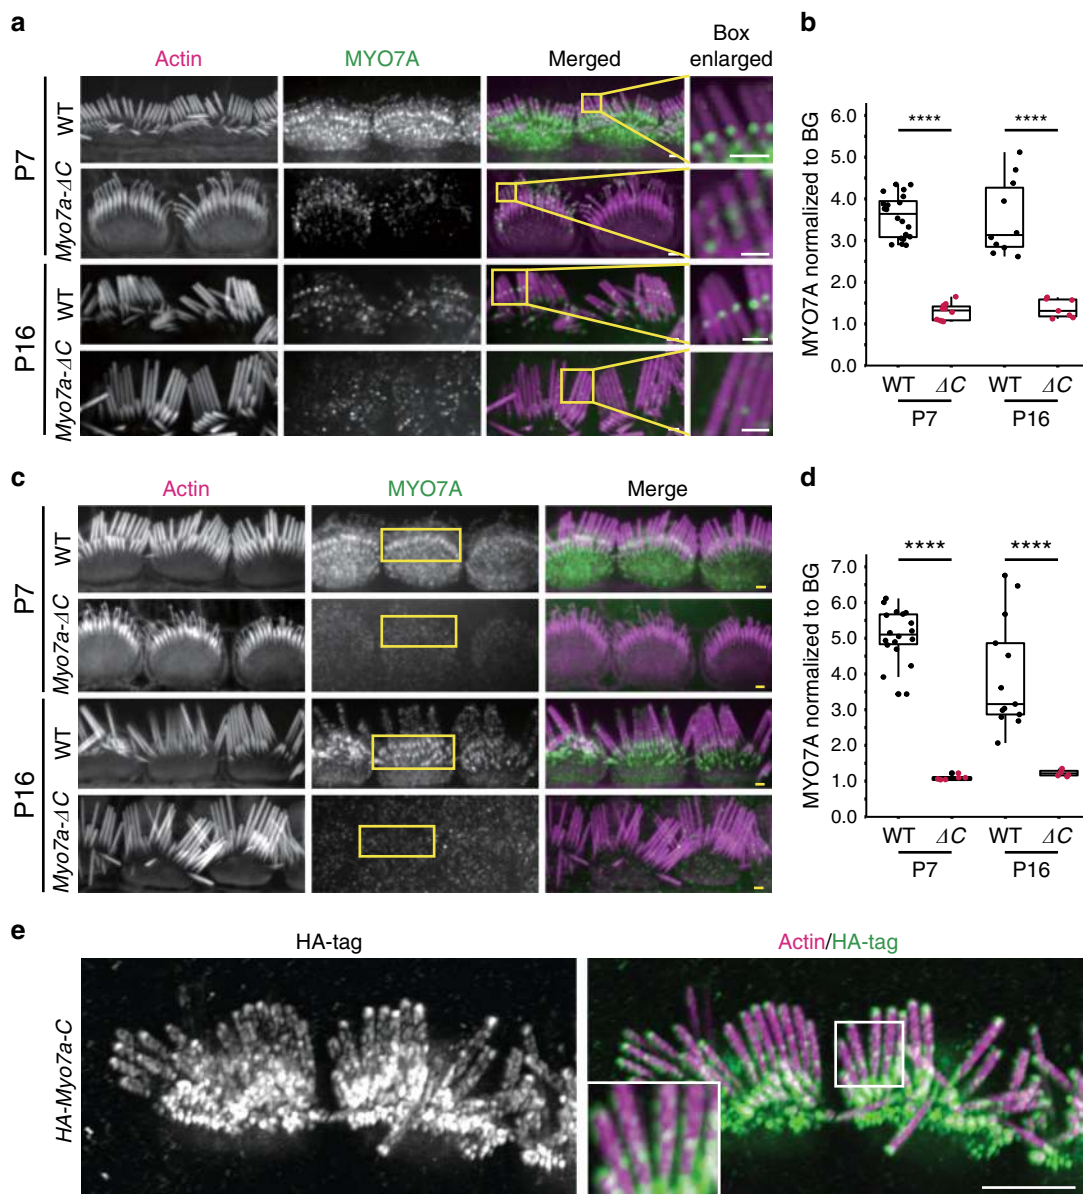 a
Actin
MYO7A
Merged
Box
enlarged
P7
WT
Myo7a-ΔC
P16
WT
Myo7a-ΔC
b
MYO7A normalized to BG
6.0
5.0
4.0
3.0
2.0
1.0
0.0
****
****
WT
ΔC
WT
ΔC
P7
P16
c
Actin
MYO7A
Merge
P7
WT
Myo7a-ΔC
P16
WT
Myo7a-ΔC
d
MYO7A normalized to BG
7.0
6.0
5.0
4.0
3.0
2.0
1.0
0.0
****
****
WT
ΔC
WT
ΔC
P7
P16
e
HA-tag
Actin/HA-tag
HA-Myo7a-C